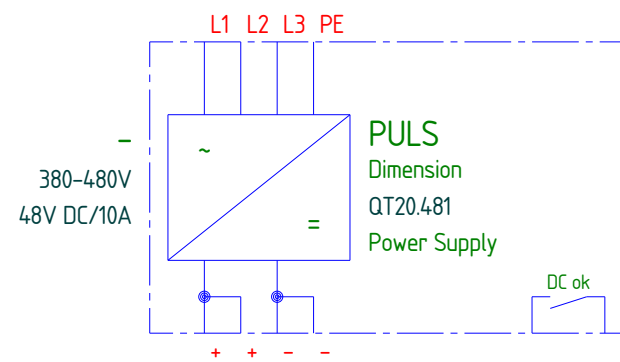 L1 L2 L3 PE
-
380-480V
48V DC/10A
~
=
PULS
Dimension
QT20.481
Power Supply
DC ok
+ + - -